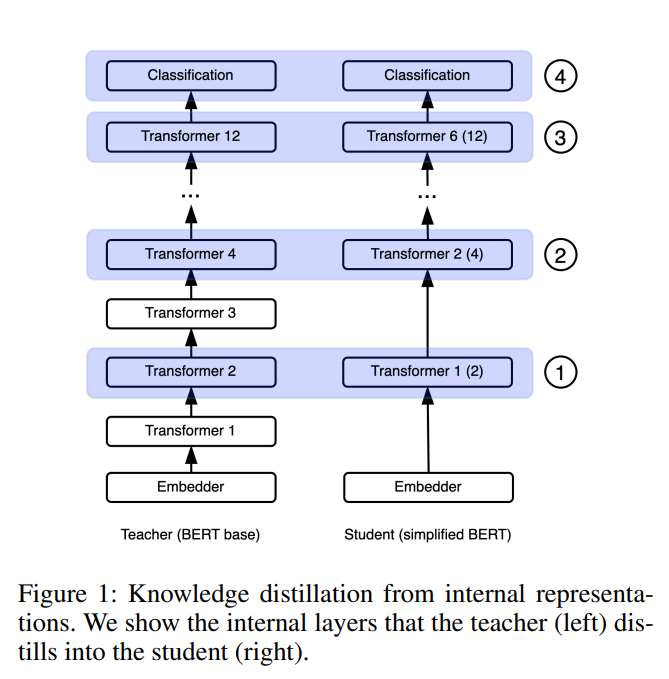 Classification Classification 4
Transformer 12 Transformer 6 (12) 3
... ...
Transformer 4 Transformer 2 (4) 2
Transformer 3
Transformer 2 Transformer 1 (2) 1
Transformer 1
Embedder Embedder
Teacher (BERT base) Student (simplified BERT)
Figure 1: Knowledge distillation from internal representa-
tions. We show the internal layers that the teacher (left) dis-
tills into the student (right).